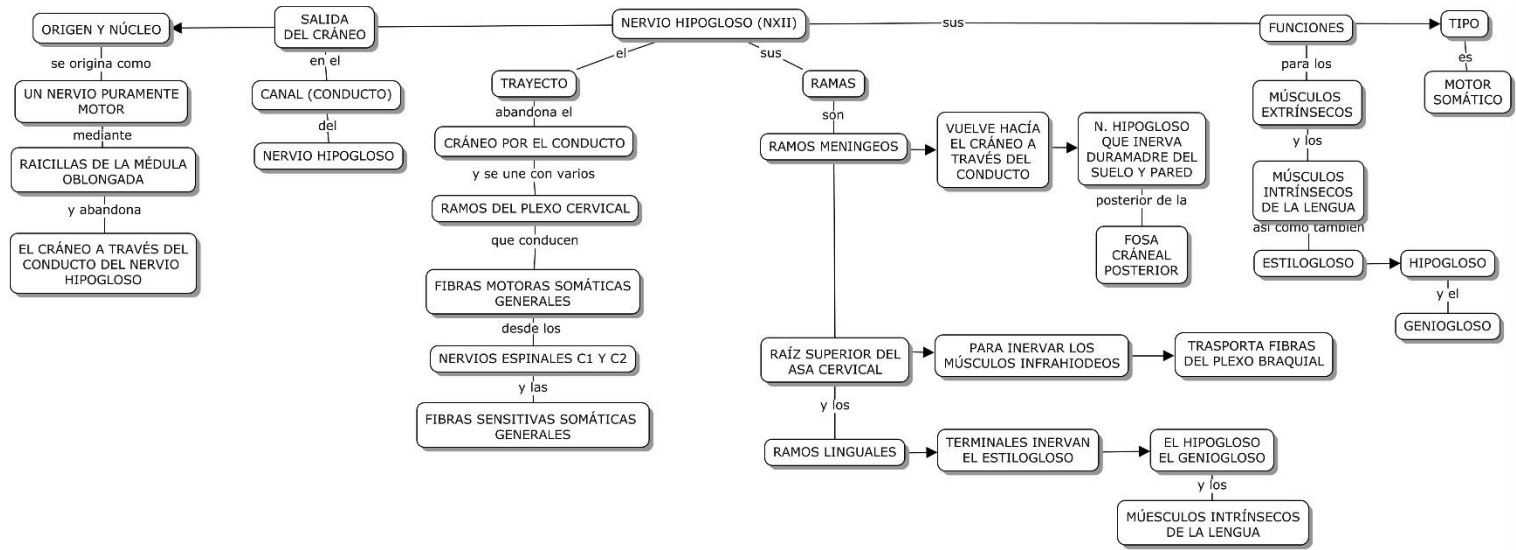 NERVIO HIPOGLOSO (NXII)
ORIGEN Y NÚCLEO
se origina como
UN NERVIO PURAMENTE
MOTOR
mediante
RAICILLAS DE LA MÉDULA
OBLONGADA
y abandona
EL CRÁNEO A TRAVÉS DEL
CONDUCTO DEL NERVIO
HIPOGLOSO
SALIDA
DEL CRÁNEO
en el
CANAL (CONDUCTO)
del
NERVIO HIPOGLOSO
el
TRAYECTO
abandona el
CRÁNEO POR EL CONDUCTO
y se une con varios
RAMOS DEL PLEXO CERVICAL
que conducen
FIBRAS MOTORAS SOMÁTICAS
GENERALES
desde los
NERVIOS ESPINALES C1 Y C2
y las
FIBRAS SENSITIVAS SOMÁTICAS
GENERALES
sus
RAMAS
son
RAMOS MENINGEOS
VUELVE HACÍA
EL CRÁNEO A
TRAVÉS DEL
CONDUCTO
N. HIPOGLOSO
QUE INERVA
DURAMADRE DEL
SUELO Y PARED
posterior de la
FOSA
CRÁNEAL
POSTERIOR
RAÍZ SUPERIOR DEL
ASA CERVICAL
PARA INERVAR LOS
MÚSCULOS INFRAHIODEOS
TRASPORTA FIBRAS
DEL PLEXO BRAQUIAL
y los
RAMOS LINGUALES
TERMINALES INERVAN
EL ESTILOGLOSO
EL HIPOGLOSO
EL GENIOGLOSO
y los
MÚESCULOS INTRÍNSECOS
DE LA LENGUA
sus
FUNCIONES
para los
MÚSCULOS
EXTRÍNSECOS
y los
MÚSCULOS
INTRÍNSECOS
DE LA LENGUA
así como también
ESTILOGLOSO
HIPOGLOSO
y el
GENIOGLOSO
TIPO
es
MOTOR
SOMÁTICO